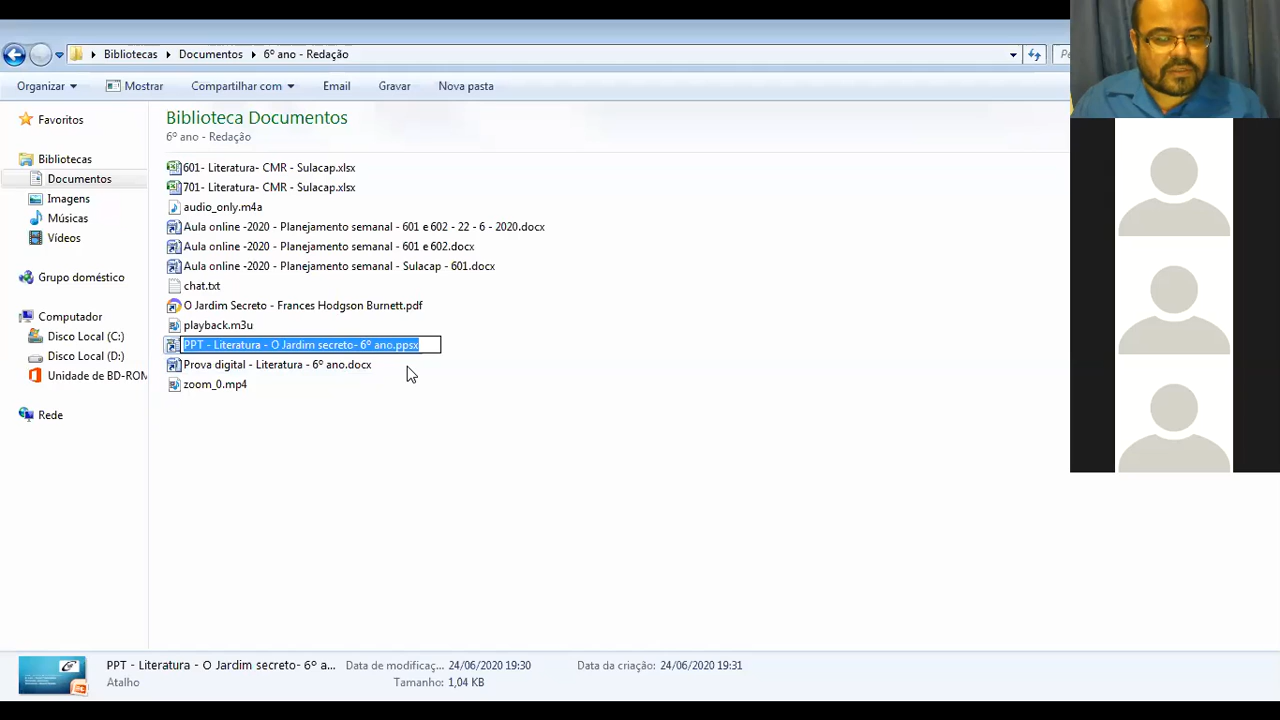 Bibliotecas Documentos 6º ano - Redação
Organizar Mostrar Compartilhar com Email Gravar Nova pasta
Favoritos
Bibliotecas
Documentos
Imagens
Músicas
Vídeos
Grupo doméstico
Computador
Disco Local (C:)
Disco Local (D:)
Unidade de BD-ROM
Rede
Biblioteca Documentos
6º ano - Redação
601- Literatura- CMR - Sulacap.xlsx
701- Literatura- CMR - Sulacap.xlsx
audio_only.m4a
Aula online -2020 - Planejamento semanal - 601 e 602 - 22 - 6 - 2020.docx
Aula online -2020 - Planejamento semanal - 601 e 602.docx
Aula online -2020 - Planejamento semanal - Sulacap - 601.docx
chat.txt
O Jardim Secreto - Frances Hodgson Burnett.pdf
playback.m3u
PPT - Literatura - O Jardim secreto- 6º ano.ppsx
Prova digital - Literatura - 6º ano.docx
zoom_0.mp4
PPT - Literatura - O Jardim secreto- 6º a... Data de modificaç... 24/06/2020 19:30 Data da criação: 24/06/2020 19:31
Atalho Tamanho: 1,04 KB